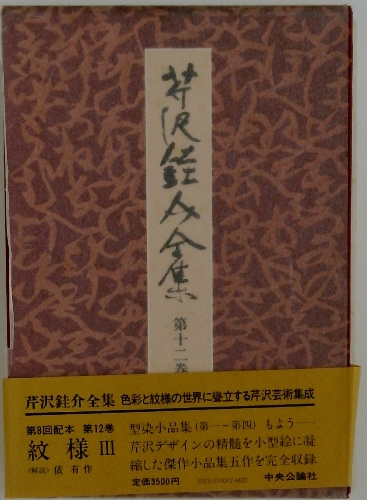 芹沢銈介全集
第十二巻
芹沢銈介全集 色彩と紋様の世界に聳立する芹沢芸術集成
第8回配本 第12巻
紋様III
〈解説〉 俵 有作
型染小品集(第一~第四) もよう──
芹沢デザインの精髄を小型絵に凝
縮した傑作小品集五作を完全収録
定価3500円
中央公論社